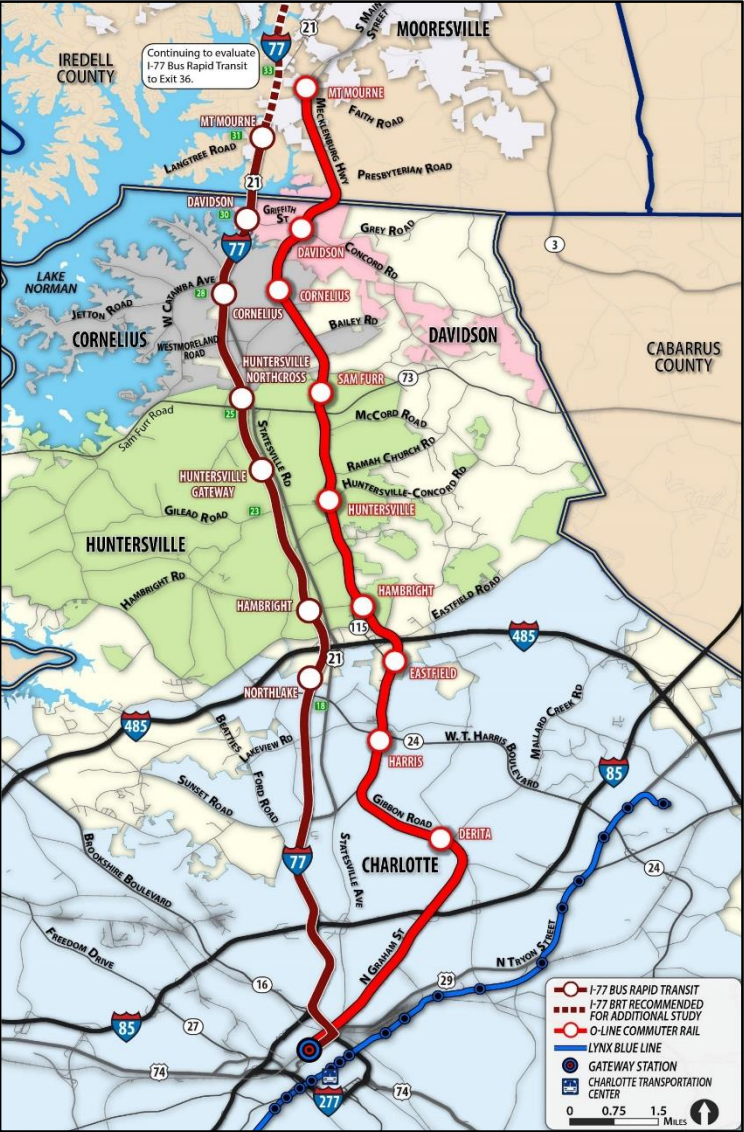 MOORESVILLE
S MAIN
STREET
21
77
IREDELL
COUNTY
Continuing to evaluate
I-77 Bus Rapid Transit
to Exit 36.
33
MT MOURNE
MECKLENBURG HWY
FAITH ROAD
MT MOURNE
31
LANGTREE ROAD
PRESBYTERIAN ROAD
21
DAVIDSON
30
GRIFFITH
ST
77
GREY ROAD
DAVIDSON
CONCORD RD
3
LAKE
NORMAN
W CATAWBA AVE
28
JETTON ROAD
CORNELIUS
CORNELIUS
CORNELIUS
BAILEY RD
DAVIDSON
WESTMORELAND
ROAD
HUNTERSVILLE
NORTHCROSS
SAM FURR
73
CABARRUS
COUNTY
Sam Furr Road
25
STATESVILLE RD
MCCORD ROAD
RAMAH CHURCH RD
HUNTERSVILLE
GATEWAY
HUNTERSVILLE-CONCORD RD
HUNTERSVILLE
GILEAD ROAD
23
HUNTERSVILLE
HAMBRIGHT RD
HAMBRIGHT
HAMBRIGHT
EASTFIELD ROAD
115
485
21
EASTFIELD
NORTHLAKE
18
485
BEATTIES
FORD ROAD
LAKEVIEW RD
24
W. T. HARRIS
BOULEVARD
MALLARD CREEK RD
HARRIS
85
SUNSET ROAD
GIBBON ROAD
DERITA
BROOKSHIRE BOULEVARD
STATESVILLE AVE
77
CHARLOTTE
24
FREEDOM DRIVE
N GRAHAM ST
N TRYON STREET
16
29
85
27
74
74
277
I-77 BUS RAPID TRANSIT
I-77 BRT RECOMMENDED
FOR ADDITIONAL STUDY
O-LINE COMMUTER RAIL
LYNX BLUE LINE
GATEWAY STATION
CHARLOTTE TRANSPORTATION
CENTER
0 0.75 1.5
MILES